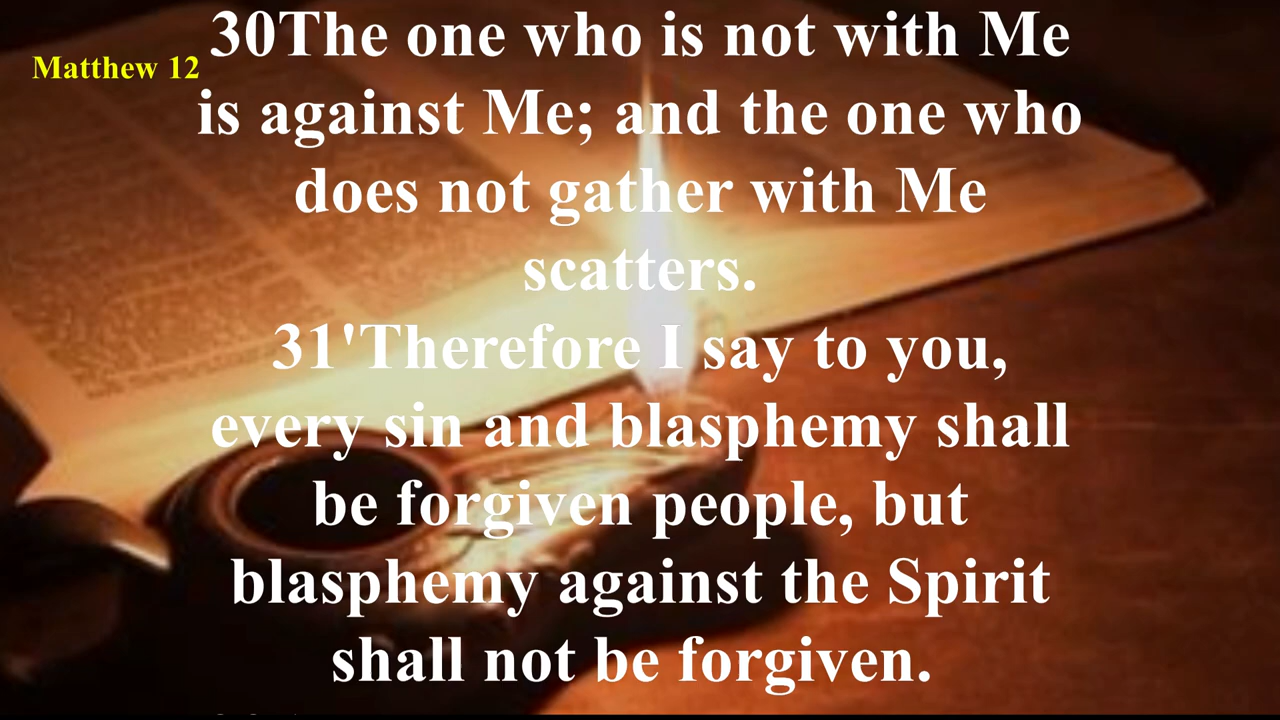 Matthew 12
30The one who is not with Me
is against Me; and the one who
does not gather with Me
scatters.
31'Therefore I say to you,
every sin and blasphemy shall
be forgiven people, but
blasphemy against the Spirit
shall not be forgiven.